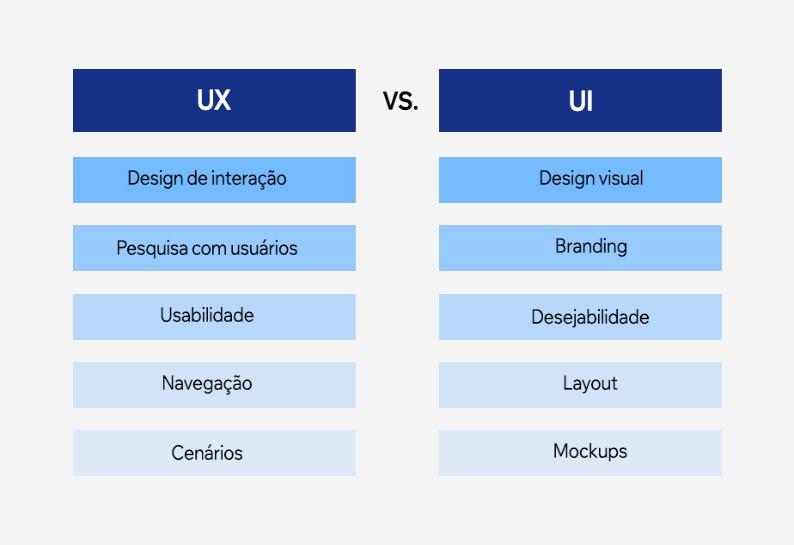 UX VS. UI
Design de interação
Design visual
Pesquisa com usuários
Branding
Usabilidade
Desejabilidade
Navegação
Layout
Cenários
Mockups